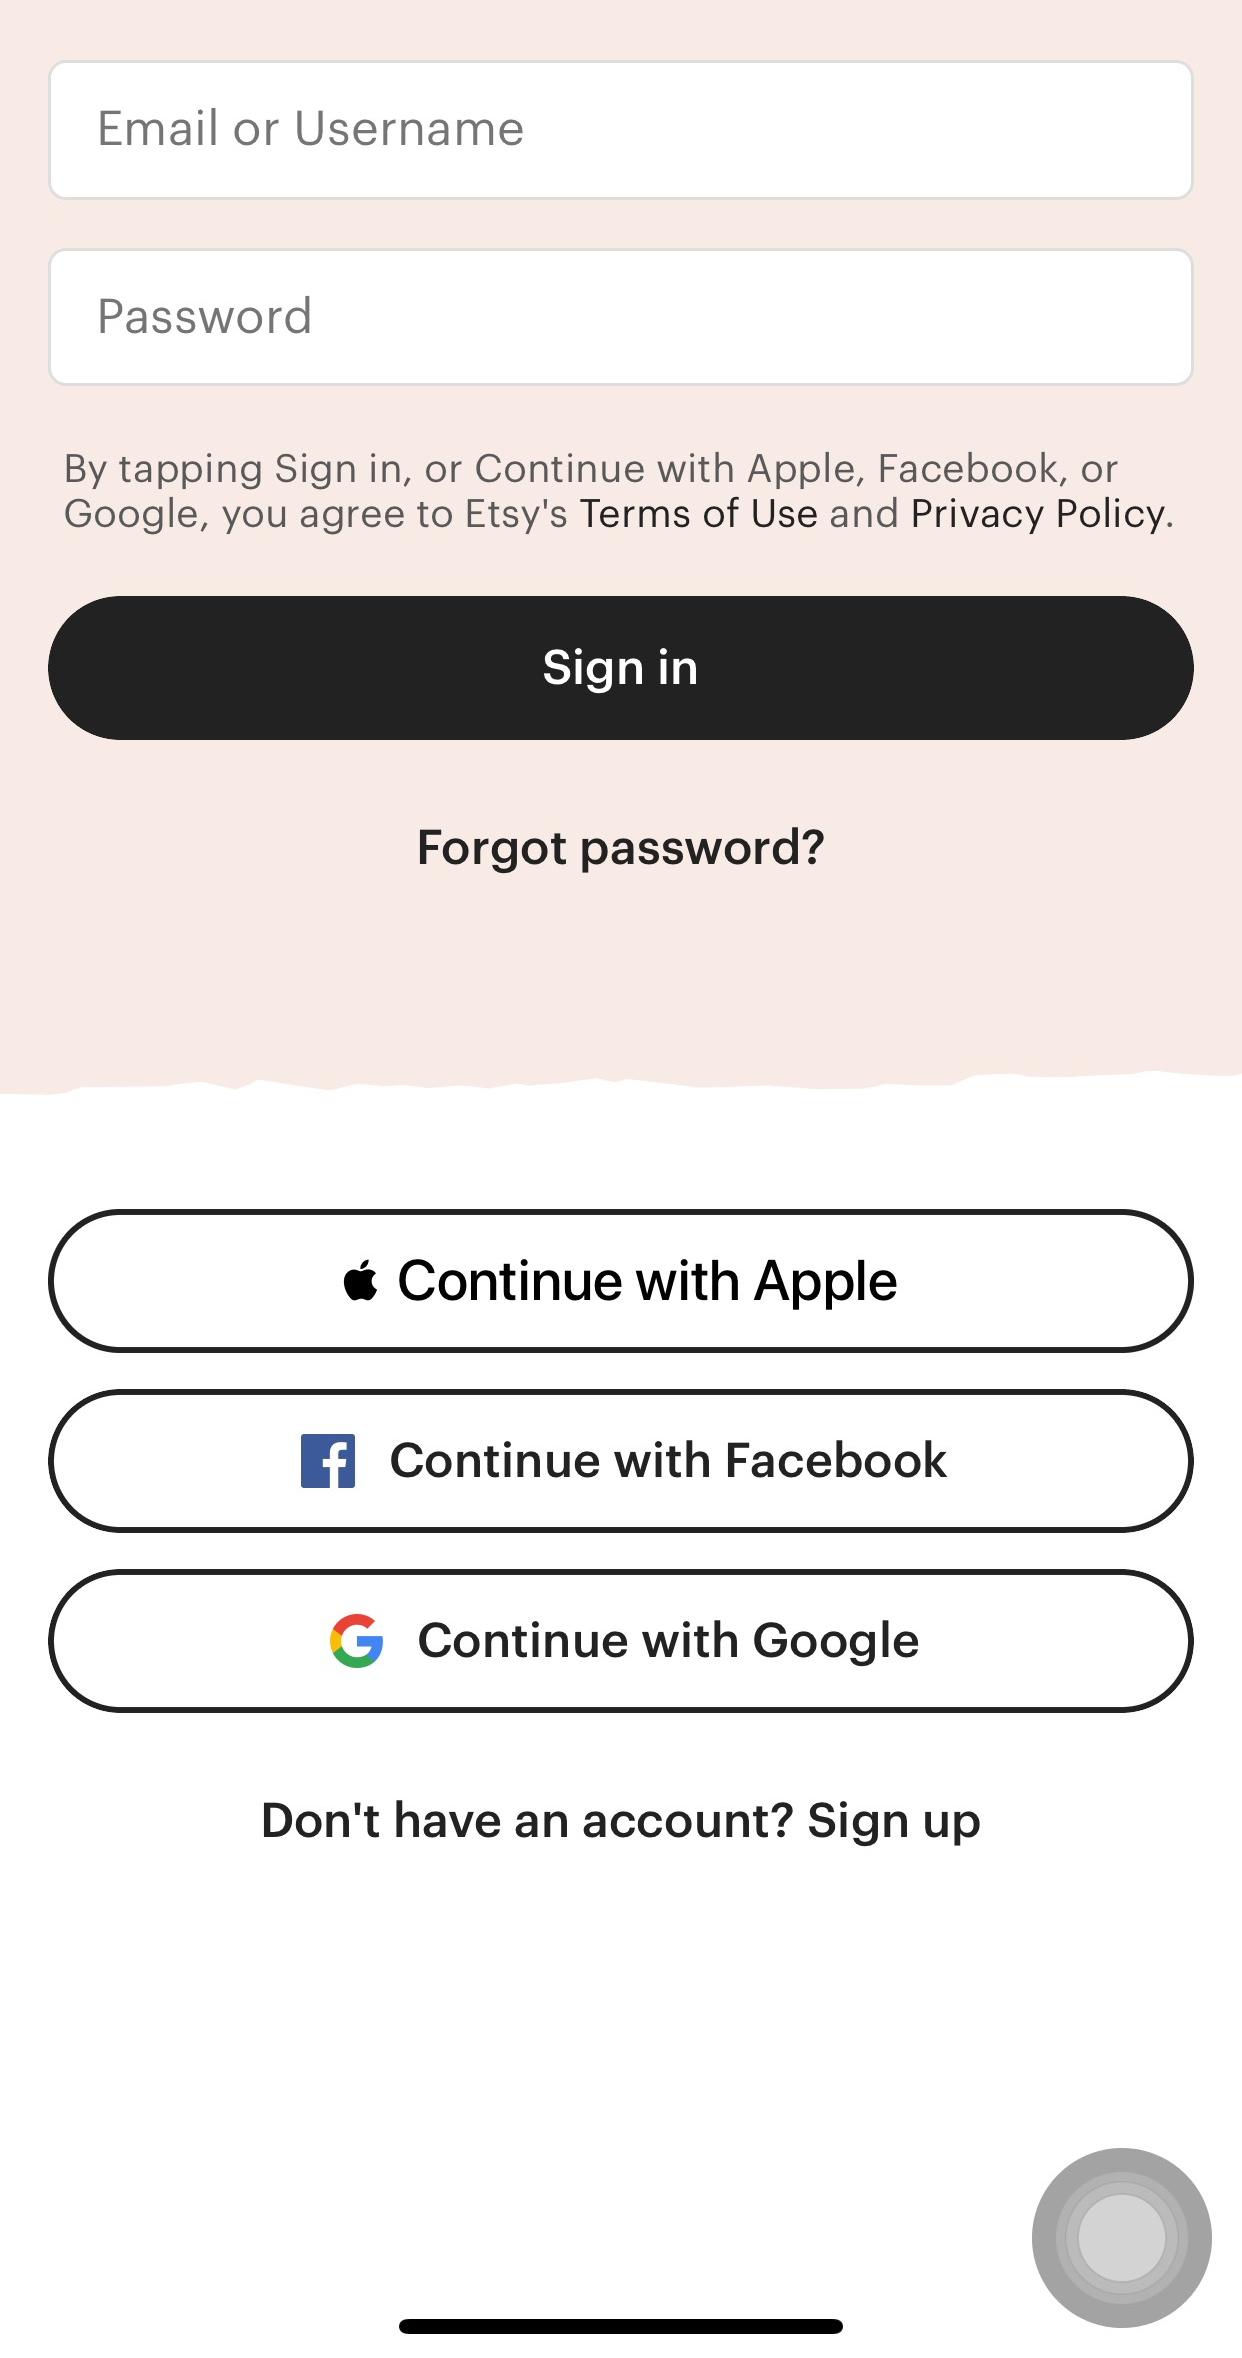 Email or Username
Password
By tapping Sign in, or Continue with Apple, Facebook, or
Google, you agree to Etsy's Terms of Use and Privacy Policy.
Sign in
Forgot password?
Continue with Apple
Continue with Facebook
Continue with Google
Don't have an account? Sign up